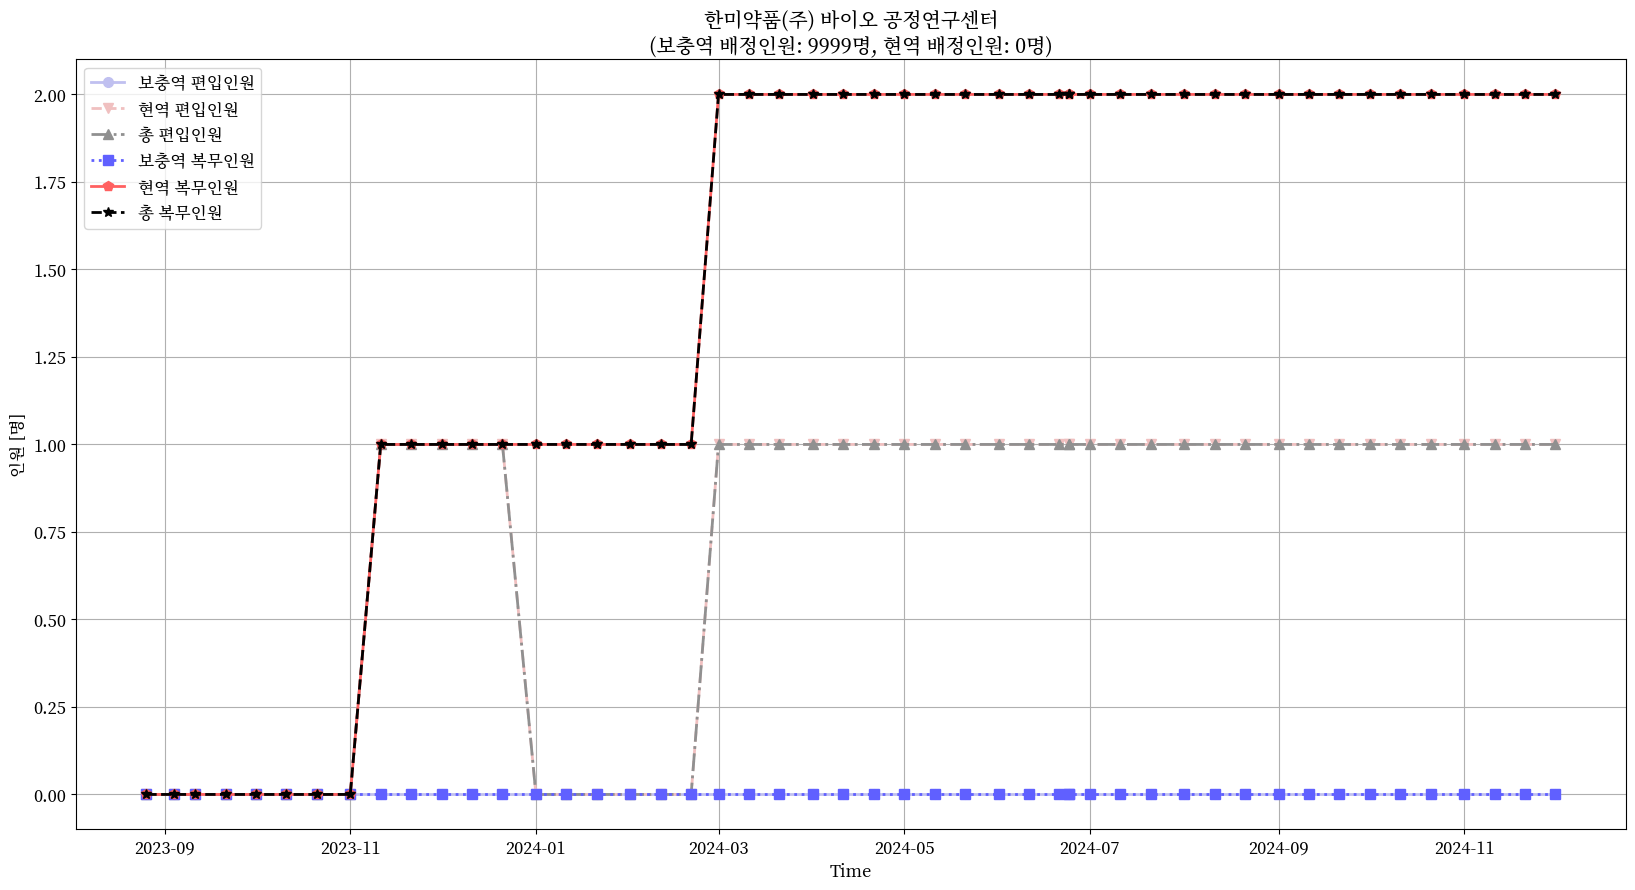 한미약품(주) 바이오 공정연구센터
(보충역 배정인원: 9999명, 현역 배정인원: 0명)
보충역 편입인원
현역 편입인원
총 편입인원
보충역 복무인원
현역 복무인원
총 복무인원
2.00
1.75
1.50
1.25
1.00
0.75
0.50
0.25
0.00
인원 [명]
2023-09 2023-11 2024-01 2024-03 2024-05 2024-07 2024-09 2024-11
Time